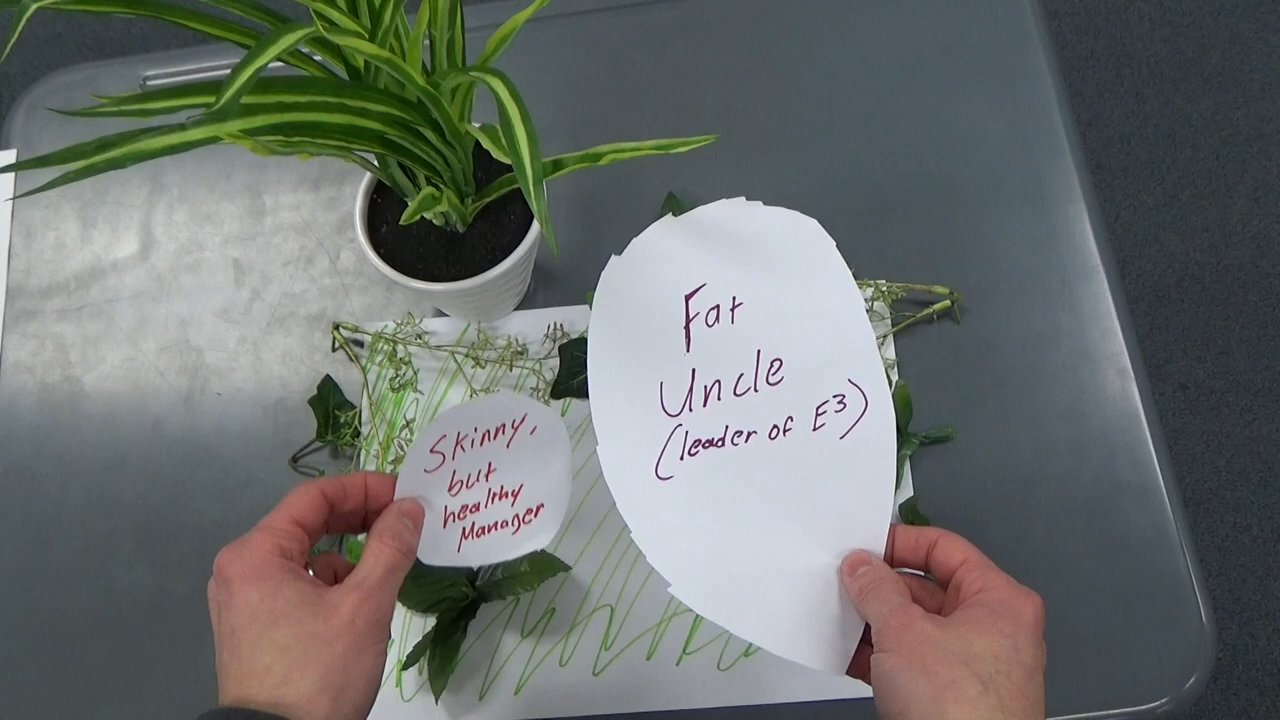 Skinny,
but
healthy
Manager
Fat
Uncle
(leader of E3)